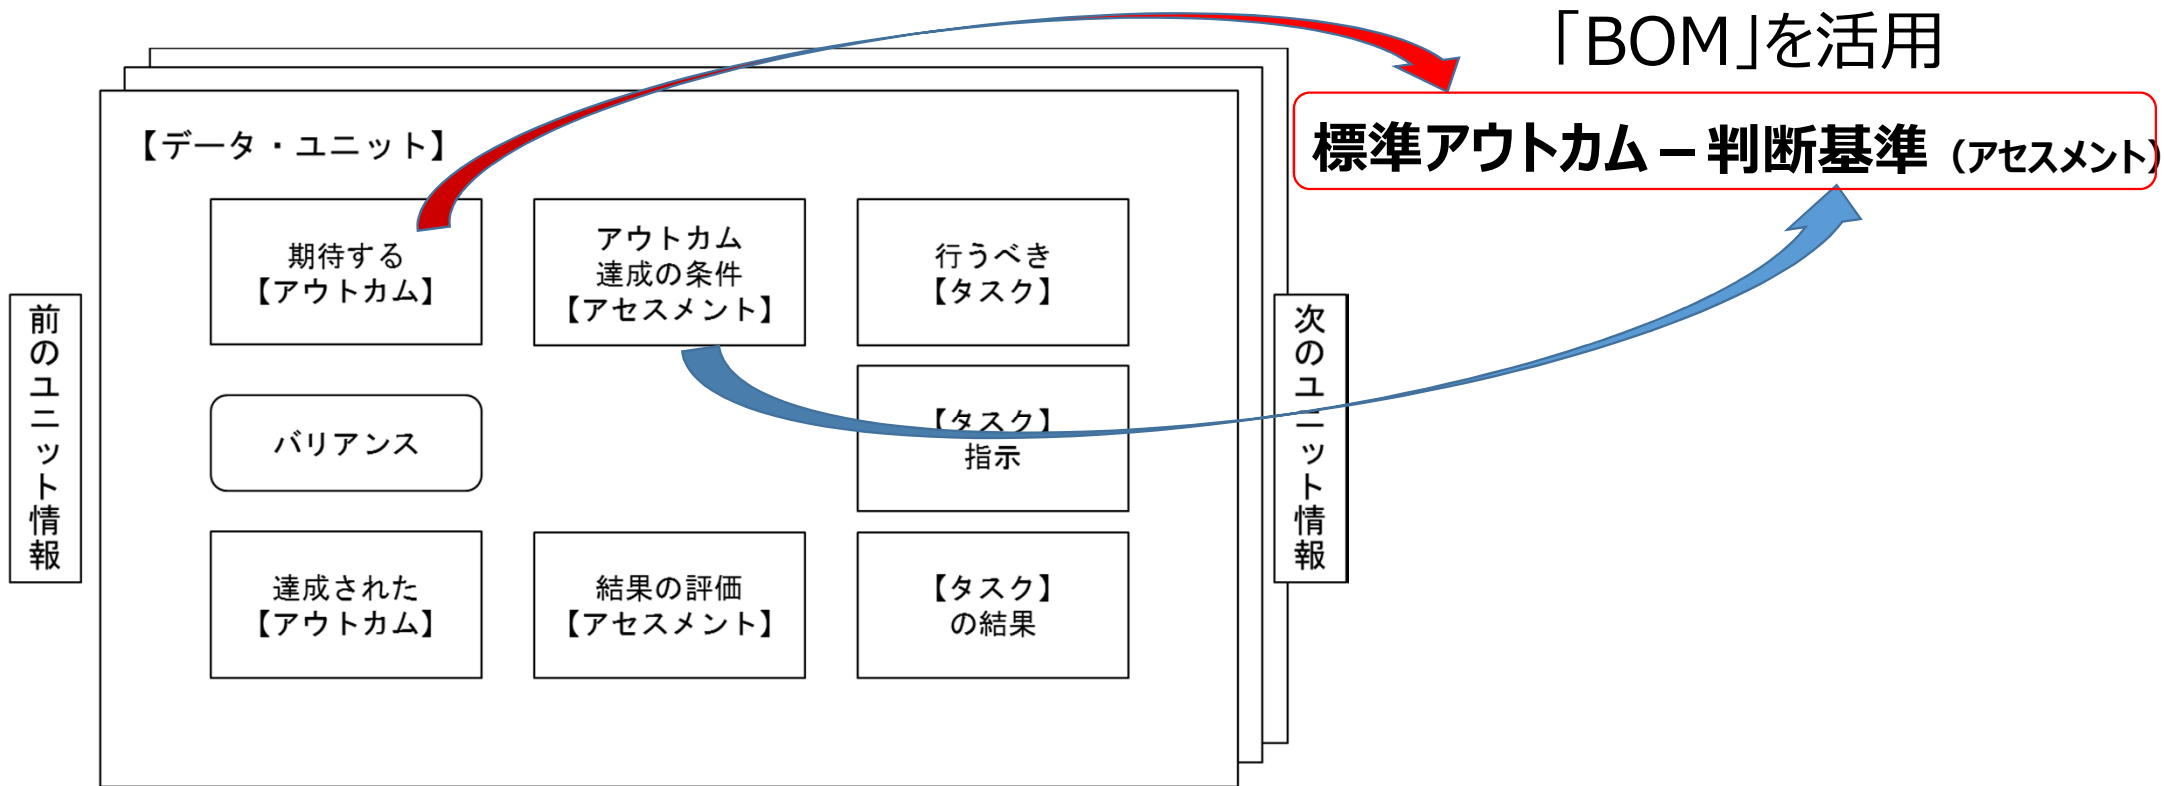 「BOM」を活用
標準アウトカム – 判断基準（アセスメント）
【データ・ユニット】
期待する
【アウトカム】
アウトカム
達成の条件
【アセスメント】
行うべき
【タスク】
前のユニット情報
次のユニット情報
バリアンス
【タスク】
指示
達成された
【アウトカム】
結果の評価
【アセスメント】
【タスク】
の結果